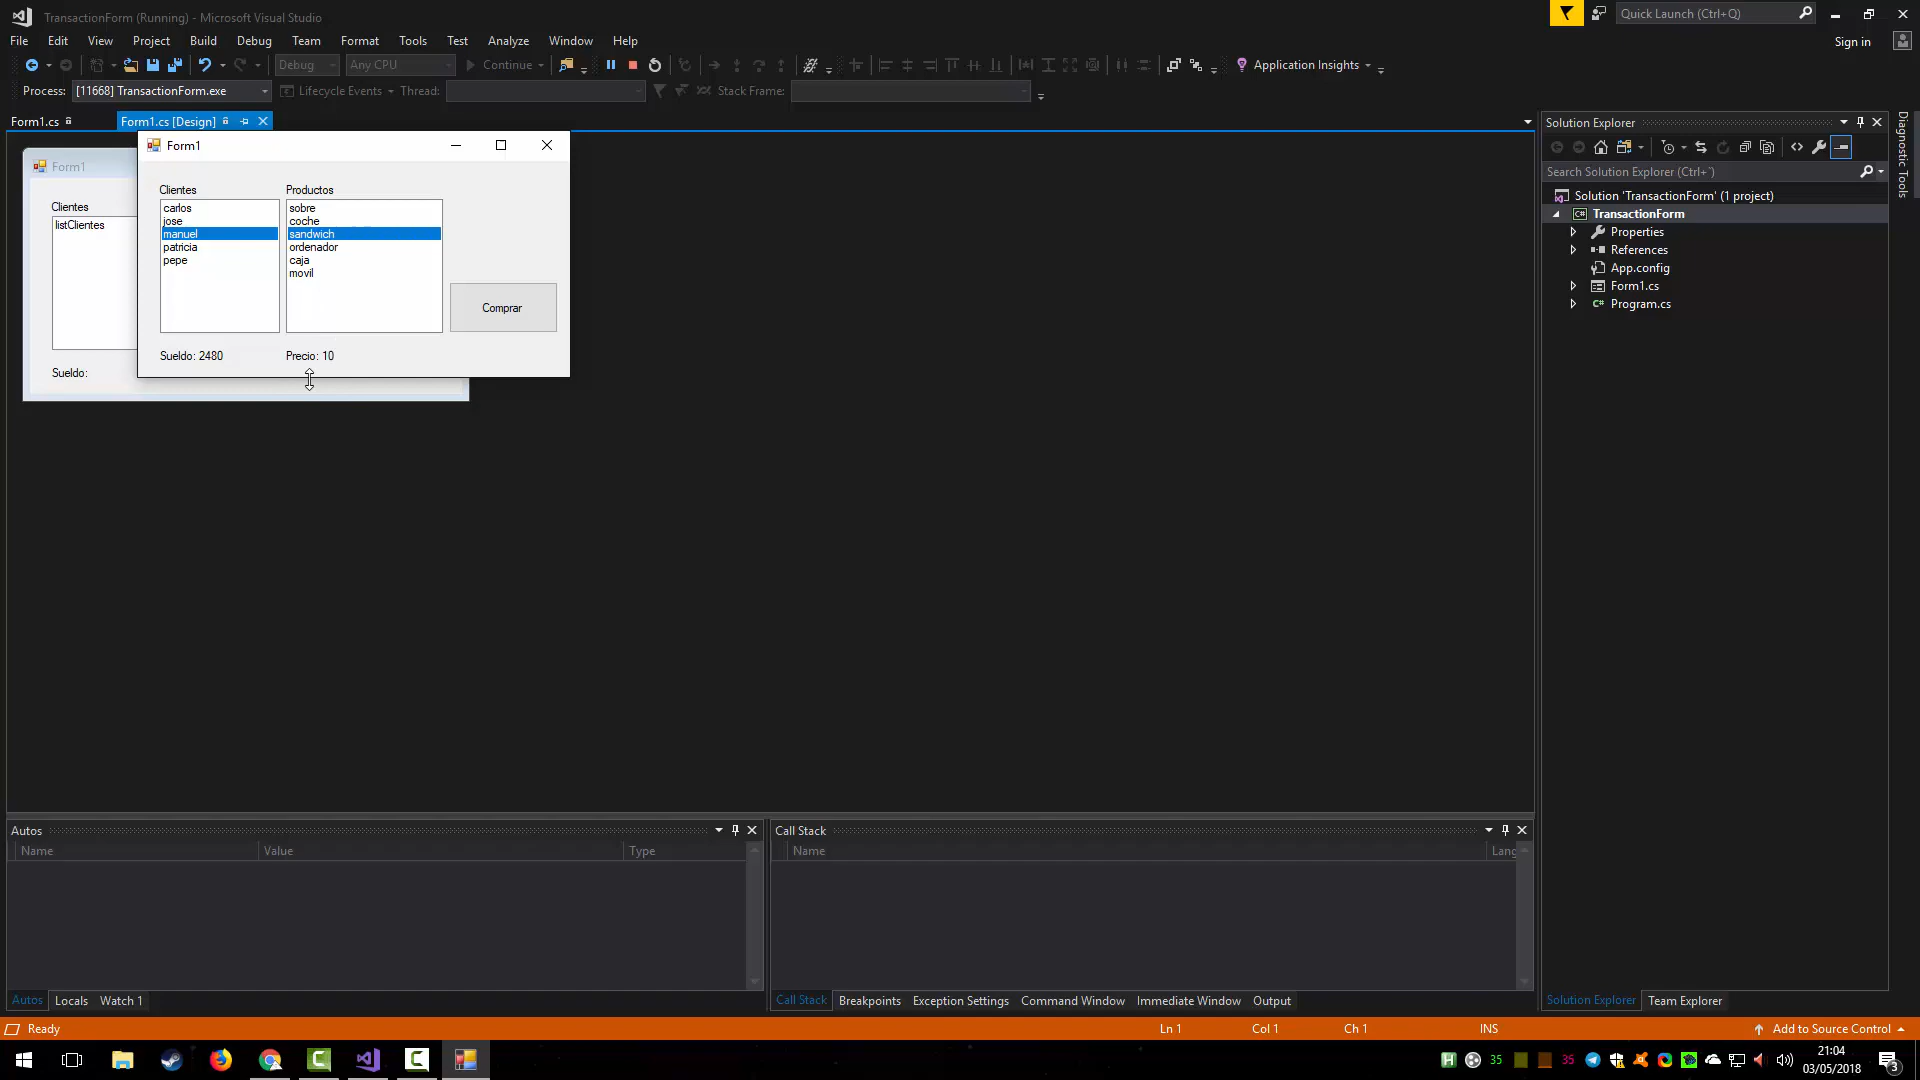 TransactionForm (Running) - Microsoft Visual Studio
Quick Launch (Ctrl+Q)
File Edit View Project Build Debug Team Format Tools Test Analyze Window Help
Sign in
Debug Any CPU Continue Application Insights
Process: [11668] TransactionForm.exe Lifecycle Events Thread: Stack Frame:
Form1.cs Form1.cs [Design]
Form1
Clientes
listClientes
Sueldo:
Form1
Clientes Productos
carlos
jose
manuel
patricia
pepe
sobre
coche
sandwich
ordenador
caja
movil
Comprar
Sueldo: 2480 Precio: 10
Solution Explorer
Search Solution Explorer (Ctrl+`)
Solution 'TransactionForm' (1 project)
TransactionForm
Properties
References
App.config
Form1.cs
Program.cs
Diagnostic Tools
Autos
Name Value Type
Call Stack
Name Lang
Autos Locals Watch 1
Call Stack Breakpoints Exception Settings Command Window Immediate Window Output
Solution Explorer Team Explorer
Ready Ln 1 Col 1 Ch 1 INS Add to Source Control
35 35
21:04
03/05/2018
3